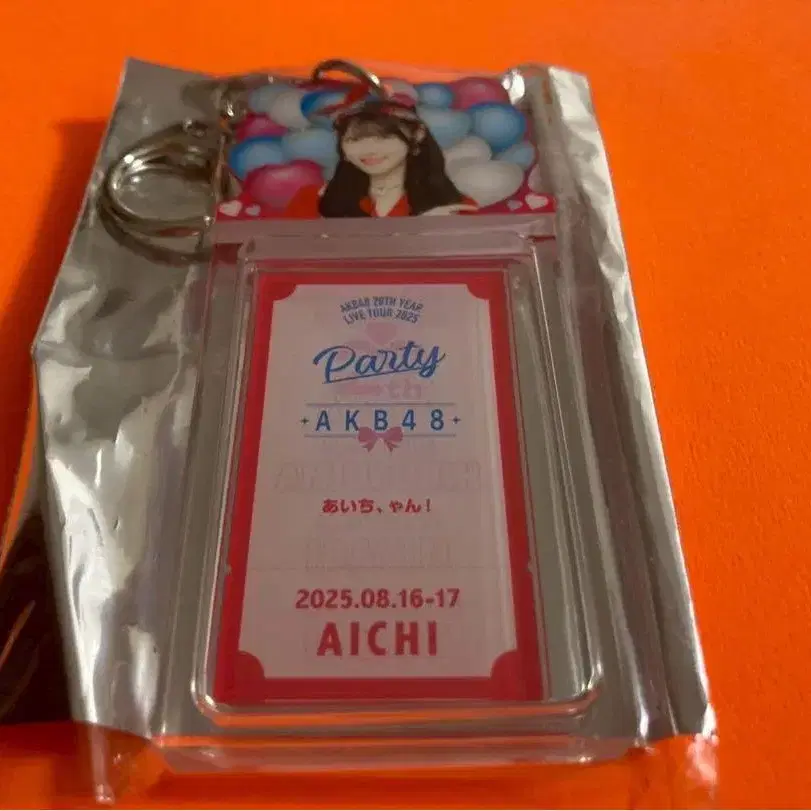 AKB48 20TH YEAR
LIVE TOUR 2025
Party
AKB48
あいち、ゃん!
2025.08.16-17
AICHI